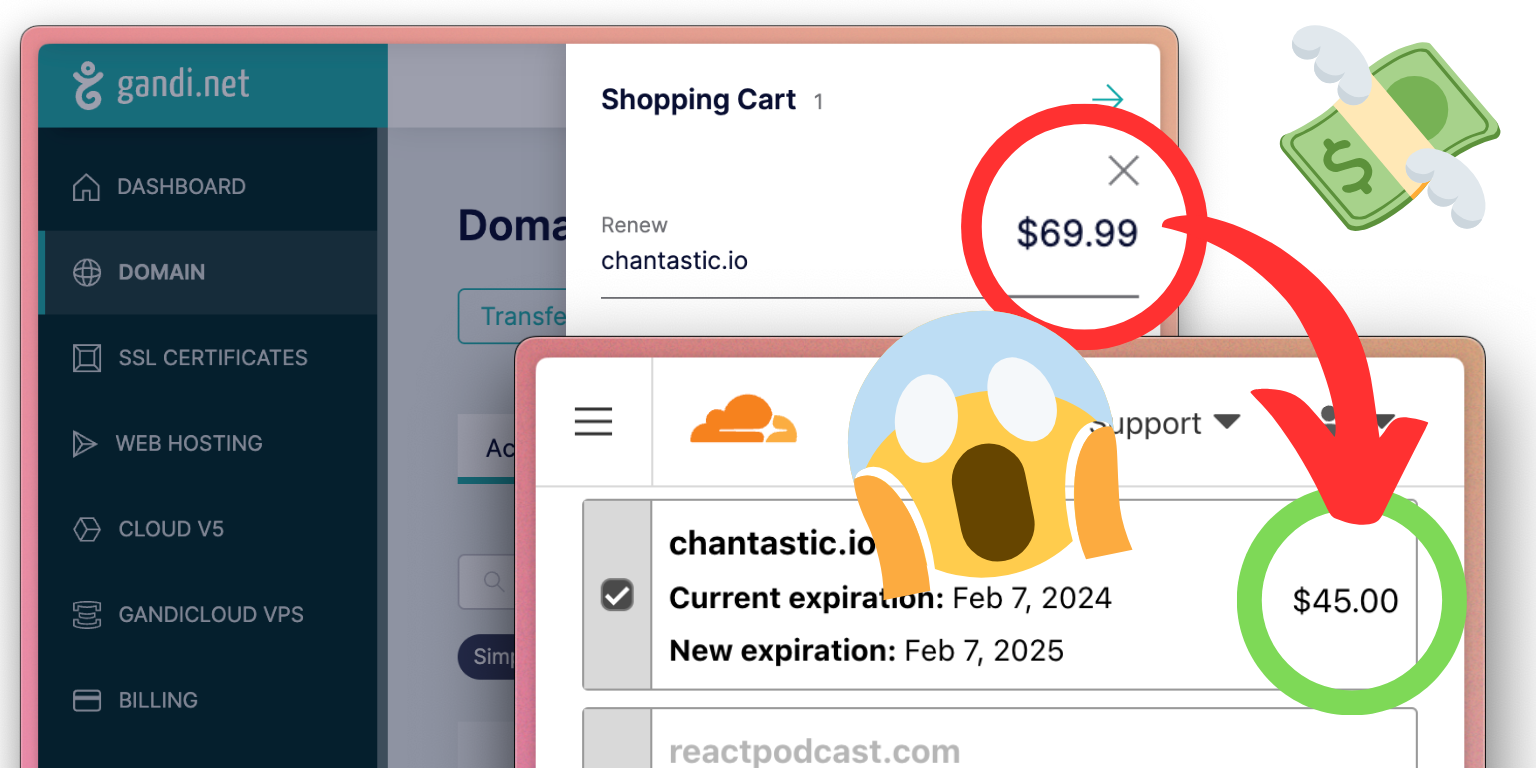 gandi.net
DASHBOARD
DOMAIN
SSL CERTIFICATES
WEB HOSTING
CLOUD V5
GANDICLOUD VPS
BILLING
Doma
Transfe
Ac
Simp
Shopping Cart 1
Renew
$69.99
chantastic.io
Support
chantastic.io
Current expiration: Feb 7, 2024
$45.00
New expiration: Feb 7, 2025
reactpodcast.com
$